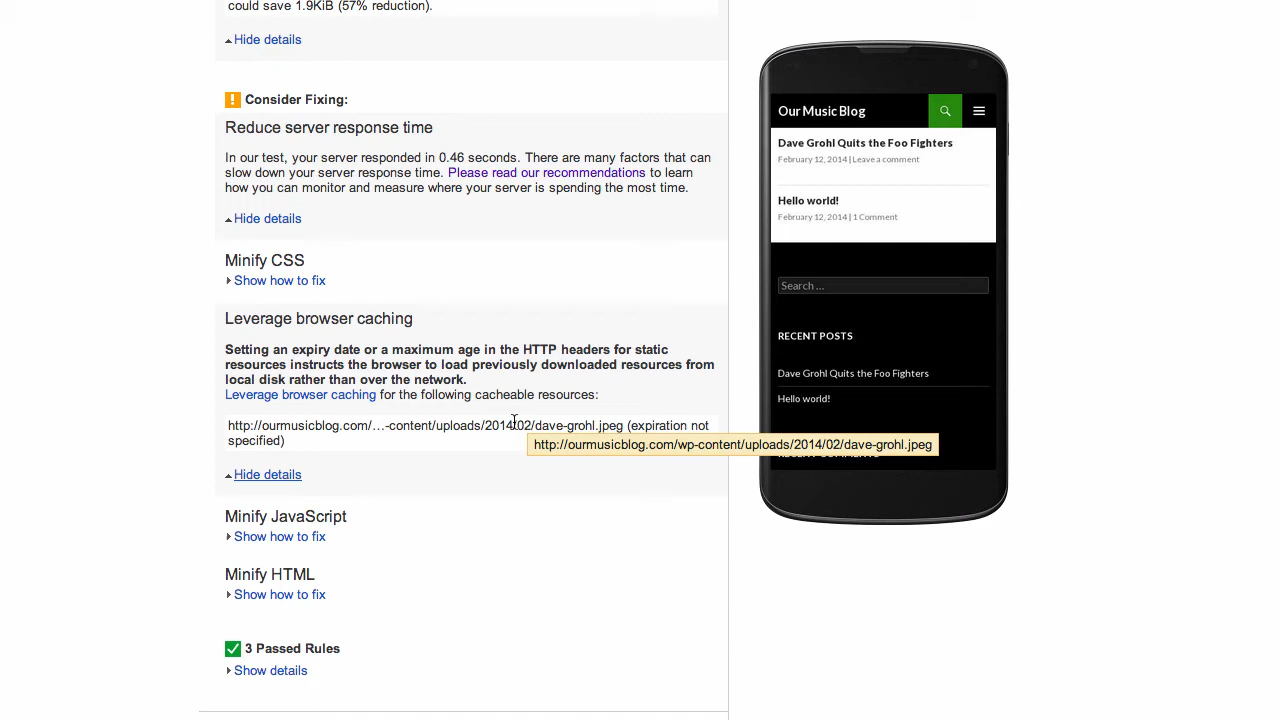 could save 1.9KiB (57% reduction).
Hide details
Consider Fixing:
Reduce server response time
In our test, your server responded in 0.46 seconds. There are many factors that can
slow down your server response time. Please read our recommendations to learn
how you can monitor and measure where your server is spending the most time.
Hide details
Minify CSS
Show how to fix
Leverage browser caching
Setting an expiry date or a maximum age in the HTTP headers for static
resources instructs the browser to load previously downloaded resources from
local disk rather than over the network.
Leverage browser caching for the following cacheable resources:
http://ourmusicblog.com/…-content/uploads/2014/02/dave-grohl.jpeg (expiration not
specified)
http://ourmusicblog.com/wp-content/uploads/2014/02/dave-grohl.jpeg
Hide details
Minify JavaScript
Show how to fix
Minify HTML
Show how to fix
3 Passed Rules
Show details
Our Music Blog
Dave Grohl Quits the Foo Fighters
February 12, 2014 | Leave a comment
Hello world!
February 12, 2014 | 1 Comment
Search …
RECENT POSTS
Dave Grohl Quits the Foo Fighters
Hello world!